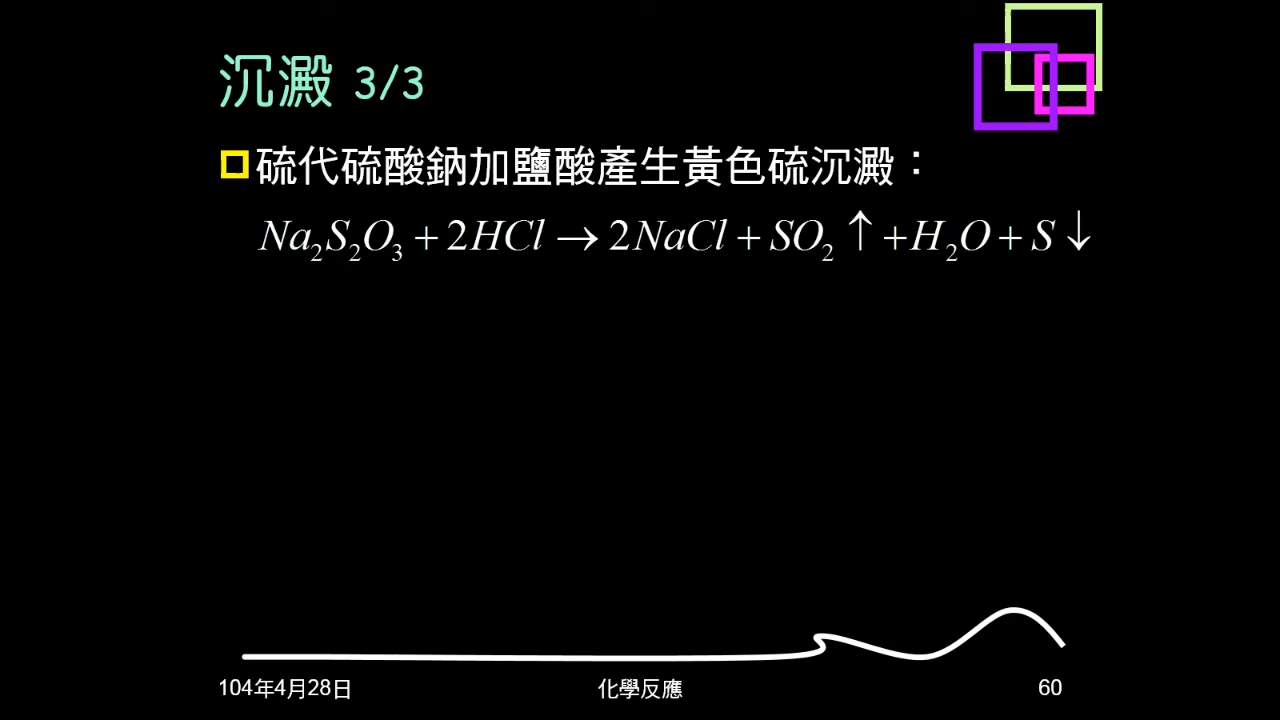 沉澱 3/3
硫代硫酸鈉加鹽酸產生黃色硫沉澱：
Na₂S₂O₃ + 2HCl → 2NaCl + SO₂ ↑ + H₂O + S ↓
104年4月28日
化學反應
60